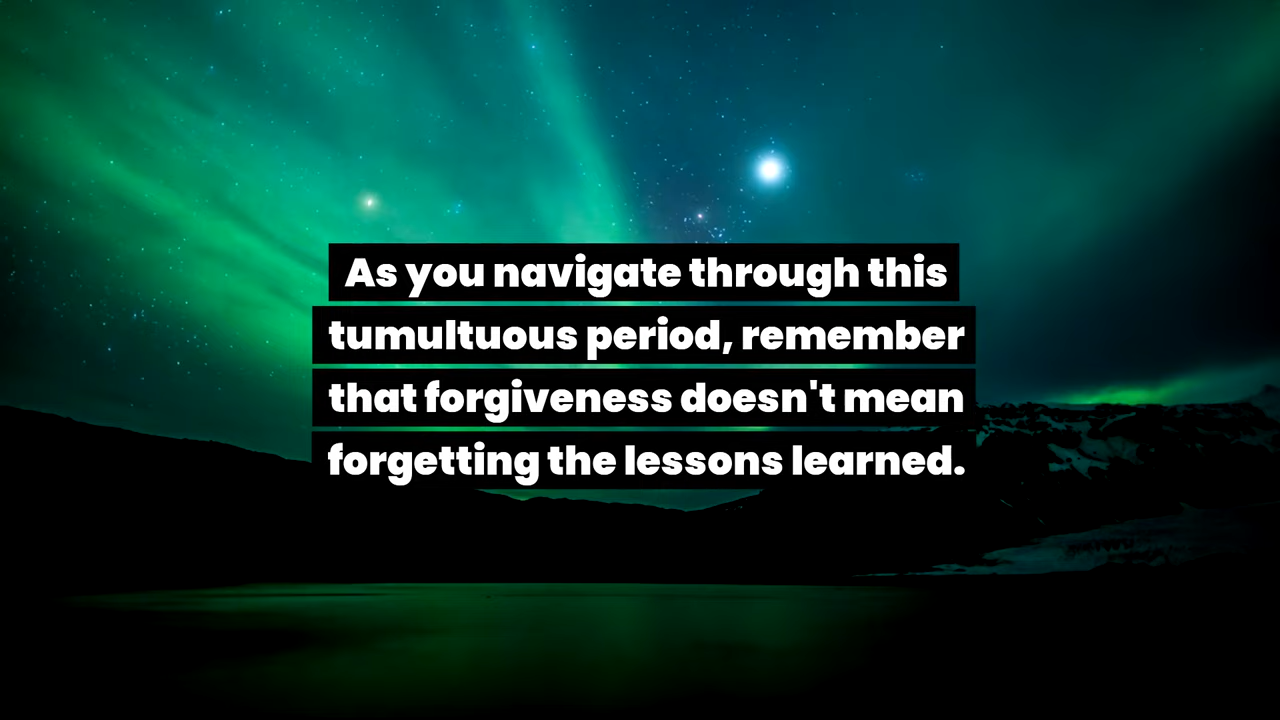 As you navigate through this
tumultuous period, remember
that forgiveness doesn't mean
forgetting the lessons learned.